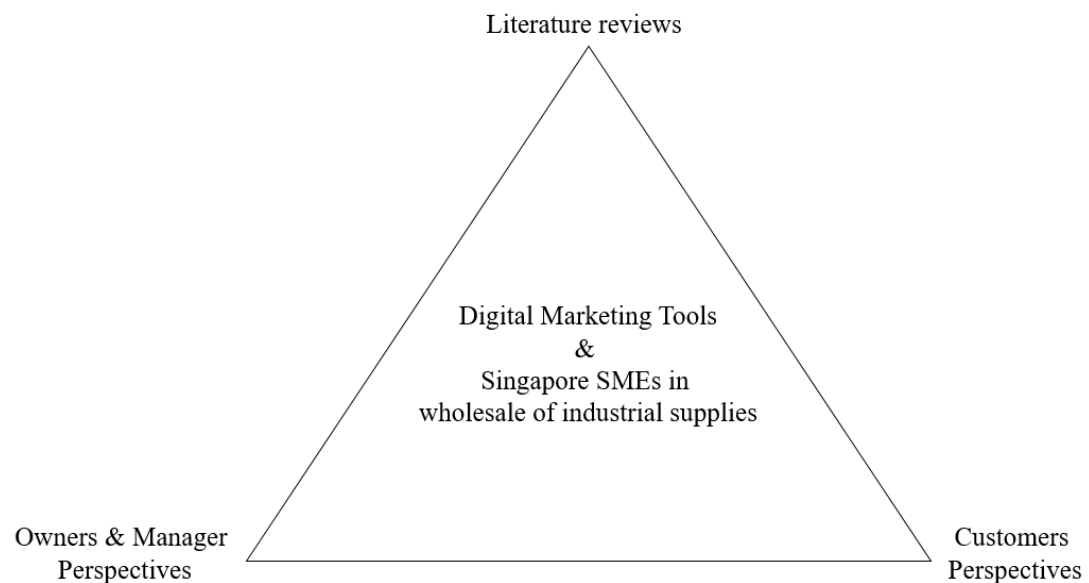 Literature reviews
Digital Marketing Tools
&
Singapore SMEs in
wholesale of industrial supplies
Owners & Manager
Perspectives
Customers
Perspectives